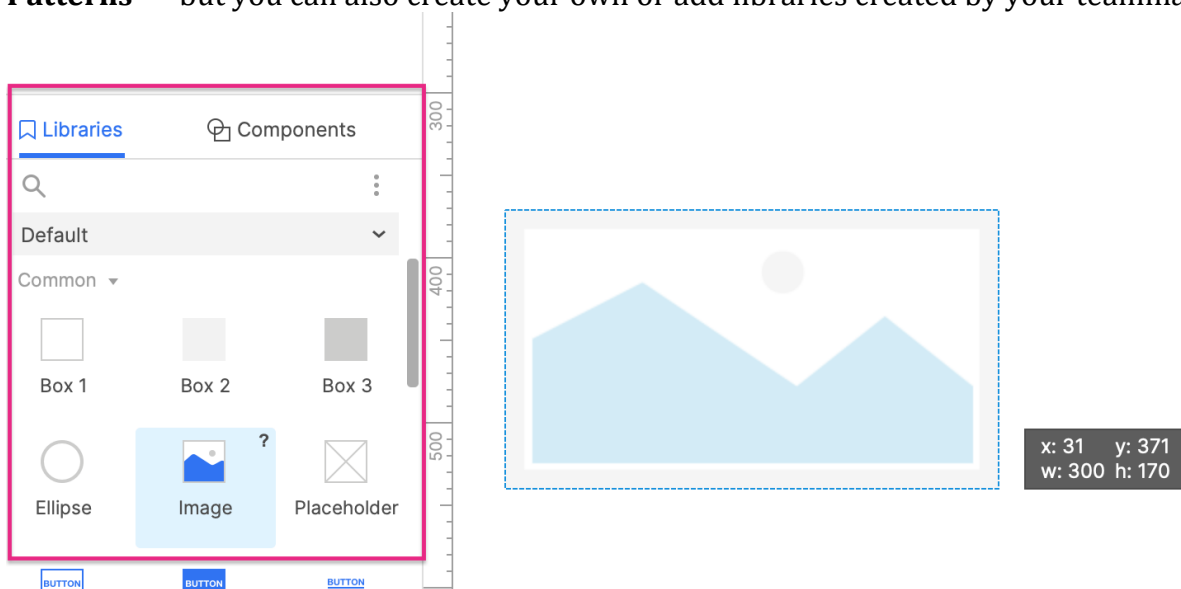 Patterns — but you can also create your own or add libraries created by your
Libraries
Components
Default
Common
Box 1
Box 2
Box 3
?
Ellipse
Image
Placeholder
BUTTON
BUTTON
BUTTON
300
400
500
x: 31 y: 371
w: 300 h: 170